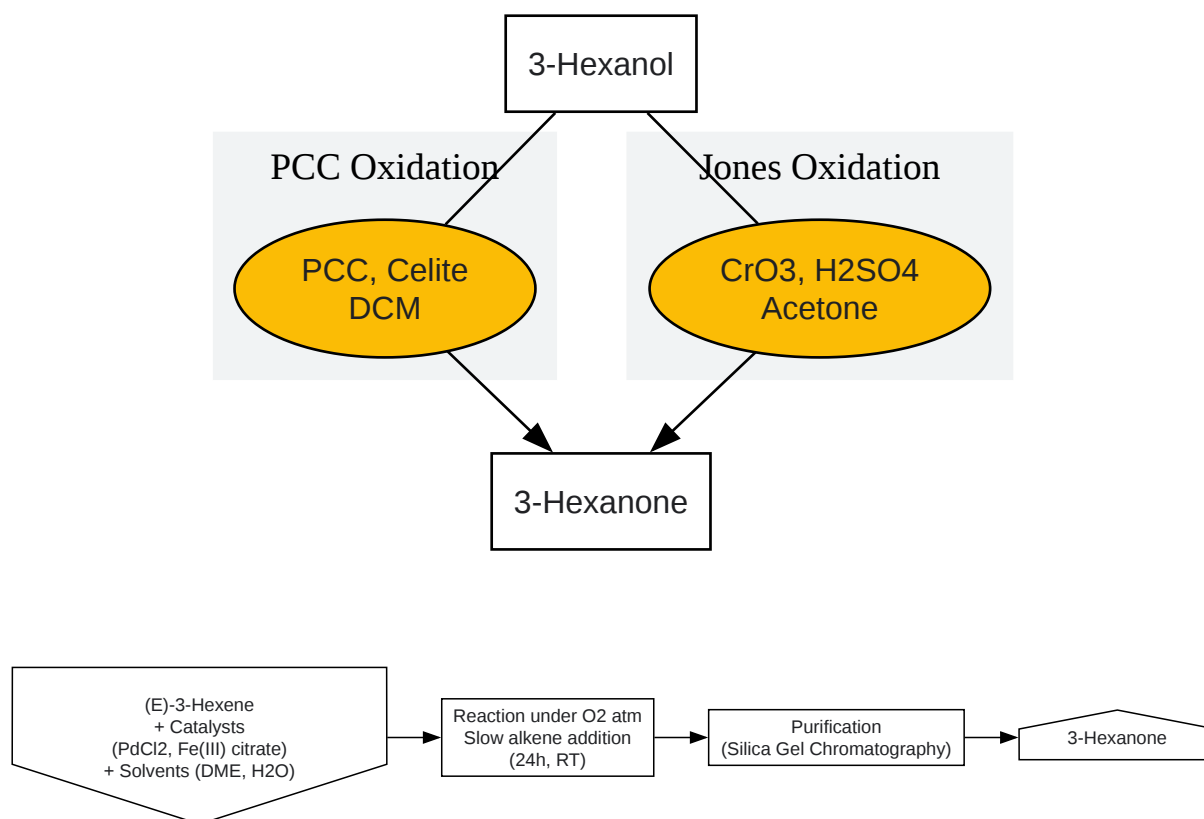 3-Hexanol
PCC Oxidation
Jones Oxidation
PCC, Celite
DCM
CrO3, H2SO4
Acetone
3-Hexanone
(E)-3-Hexene
+ Catalysts
(PdCl2, Fe(III) citrate)
+ Solvents (DME, H2O)
Reaction under O2 atm
Slow alkene addition
(24h, RT)
Purification
(Silica Gel Chromatography)
3-Hexanone